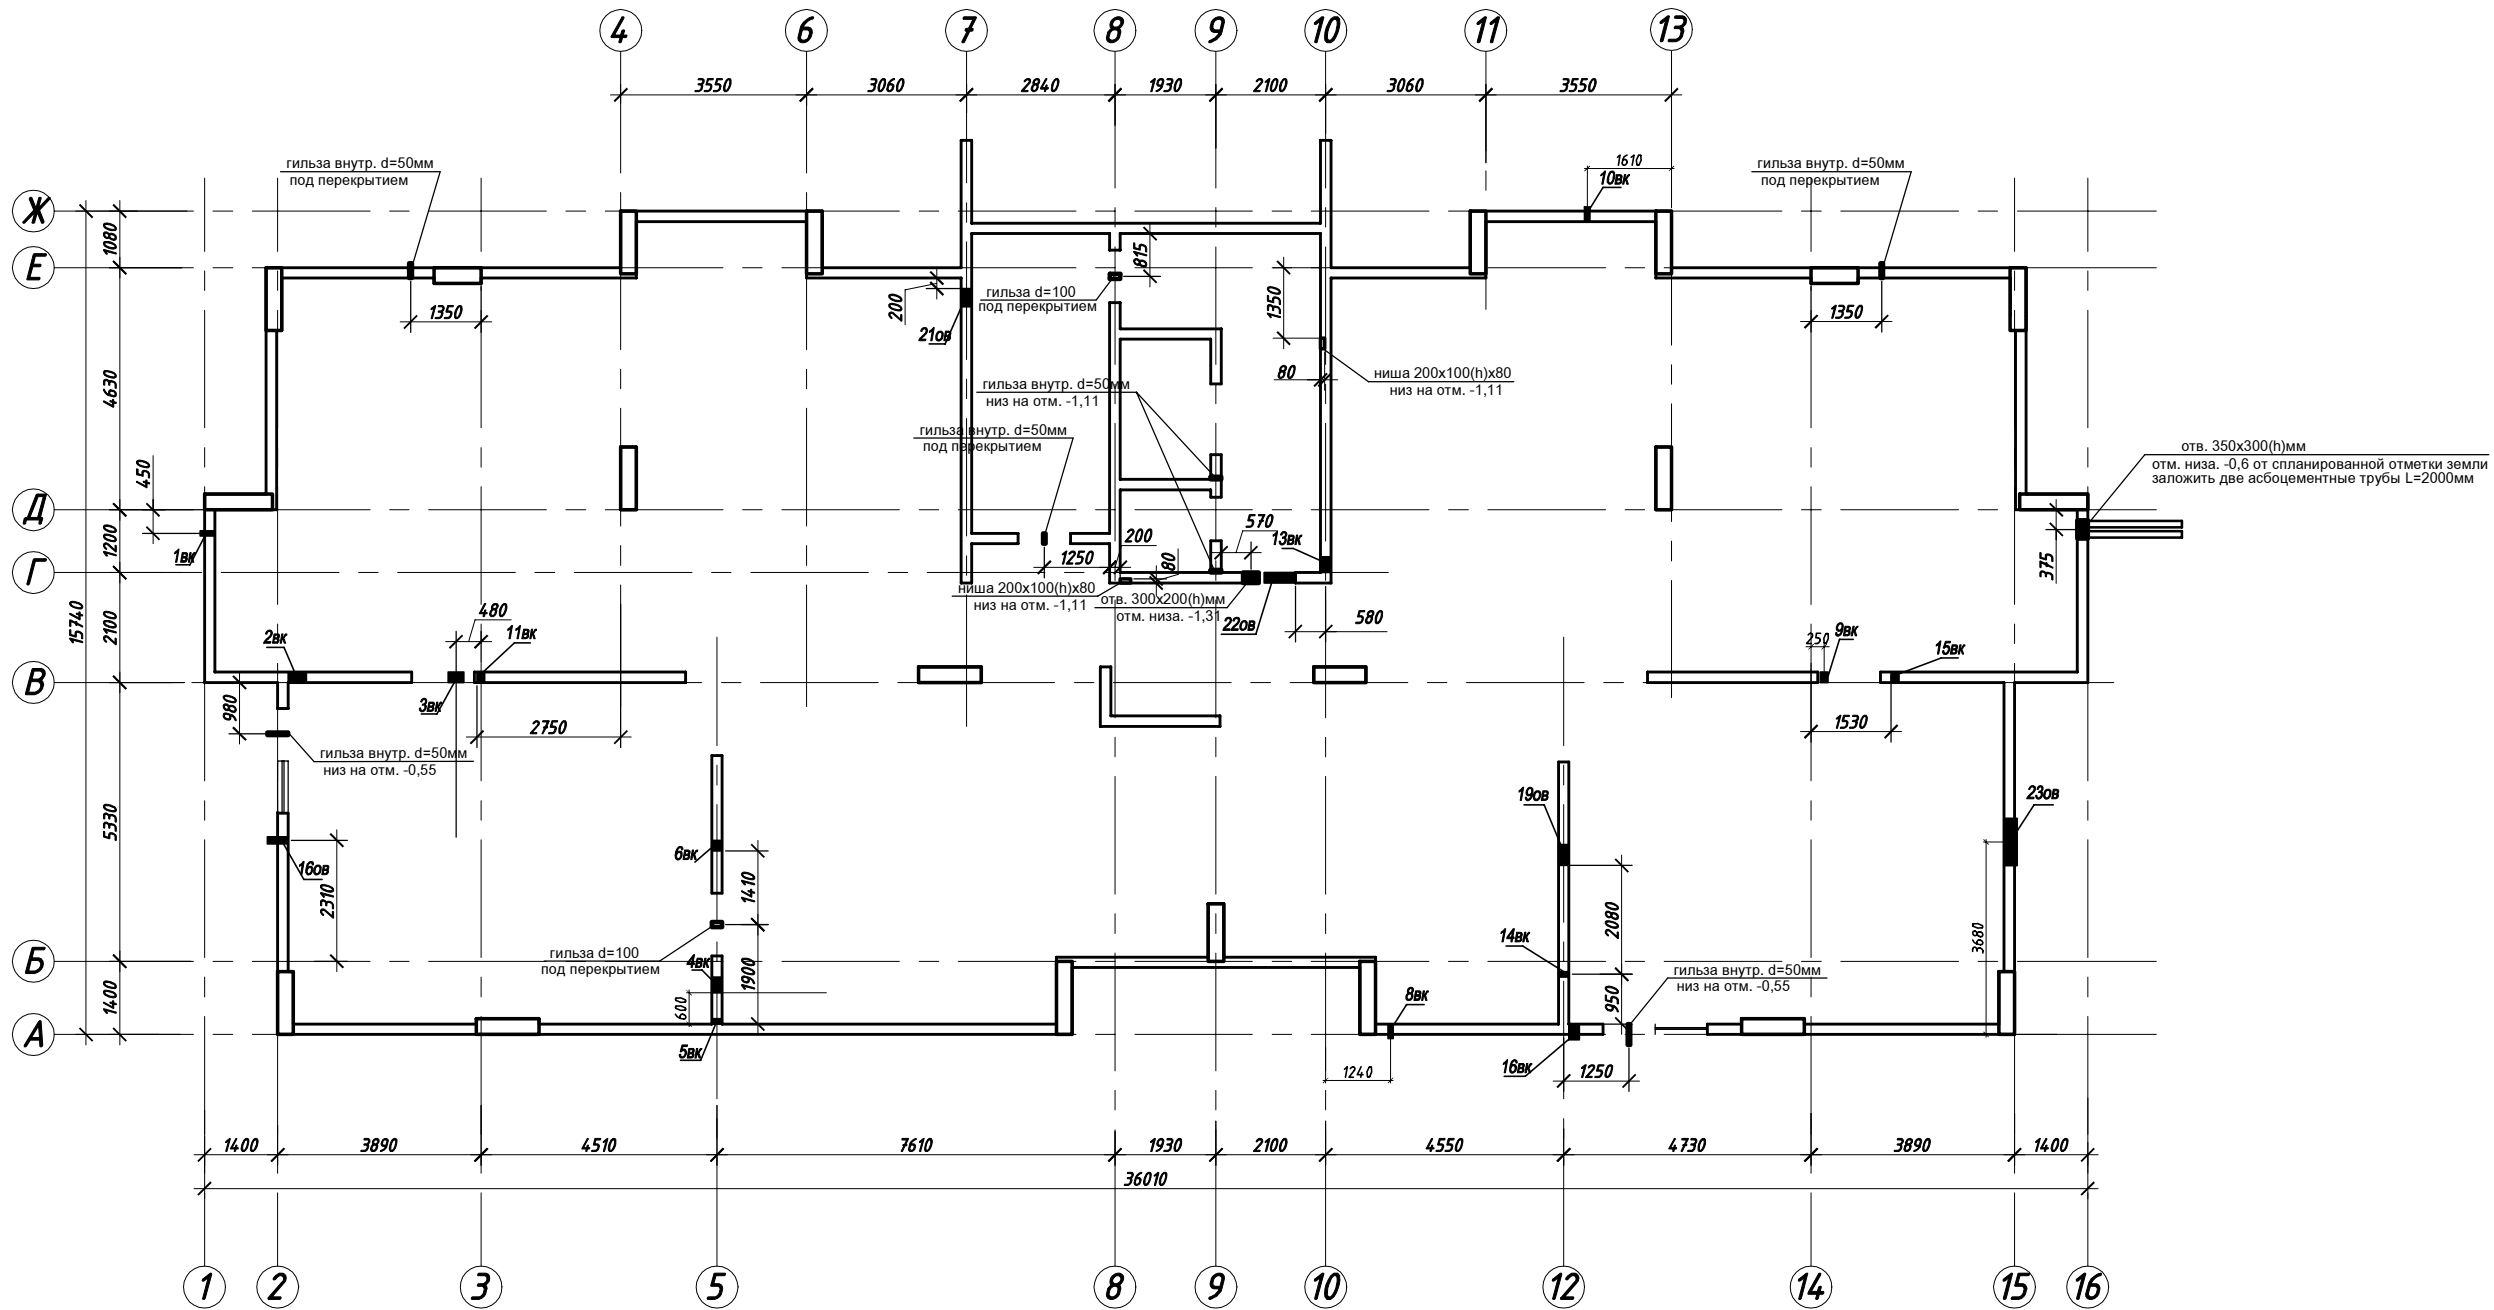 4
6
7
8
9
10
11
13
3550
3060
2840
1930
2100
3060
3550
гильза внутр. d=50мм
под перекрытием
1610
10вк
гильза внутр. d=50мм
под перекрытием
Ж
1080
Е
815
200
гильза d=100
под перекрытием
1350
21ов
1350
1350
4630
80
ниша 200х100(h)х80
низ на отм. -1,11
гильза внутр. d=50мм
низ на отм. -1,11
гильза внутр. d=50мм
под перекрытием
отв. 350х300(h)мм
отм. низа. -0,6 от спланированной отметки земли
заложить две асбоцементные трубы L=2000мм
450
Д
1200
1вк
570
200
13вк
1250
80
375
Г
ниша 200х100(h)х80
низ на отм. -1,11
отв. 300х200(h)мм
отм. низа. -1,31
22ов
580
15740
2100
480
2вк
11вк
250
9вк
15вк
В
980
3вк
2750
1530
гильза внутр. d=50мм
низ на отм. -0,55
5330
16ов
2310
6вк
1410
19ов
23ов
2080
3680
гильза d=100
под перекрытием
4вк
1900
600
14вк
Б
гильза внутр. d=50мм
низ на отм. -0,55
1400
950
8вк
А
5вк
1240
16вк
1250
1400
3890
4510
7610
1930
2100
4550
4730
3890
1400
36010
1
2
3
5
8
9
10
12
14
15
16